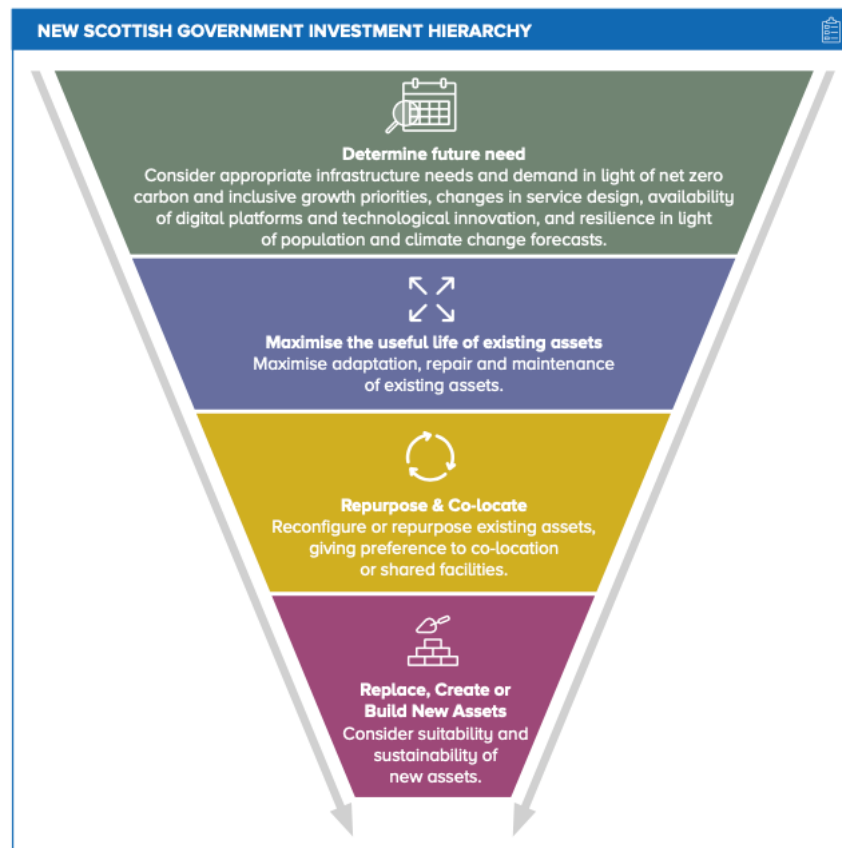 NEW SCOTTISH GOVERNMENT INVESTMENT HIERARCHY
Determine future need
Consider appropriate infrastructure needs and demand in light of net zero
carbon and inclusive growth priorities, changes in service design, availability
of digital platforms and technological innovation, and resilience in light
of population and climate change forecasts.
Maximise the useful life of existing assets
Maximise adaptation, repair and maintenance
of existing assets.
Repurpose & Co-locate
Reconfigure or repurpose existing assets,
giving preference to co-location
or shared facilities.
Replace, Create or
Build New Assets
Consider suitability and
sustainability of
new assets.